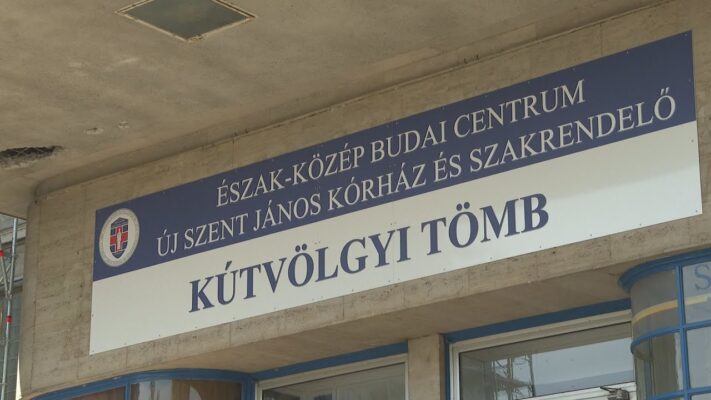 ÉSZAK-KÖZÉP BUDAI CENTRUM
ÚJ SZENT JÁNOS KÓRHÁZ ÉS SZAKRENDELŐ
KÚTVÖLGYI TÖMB